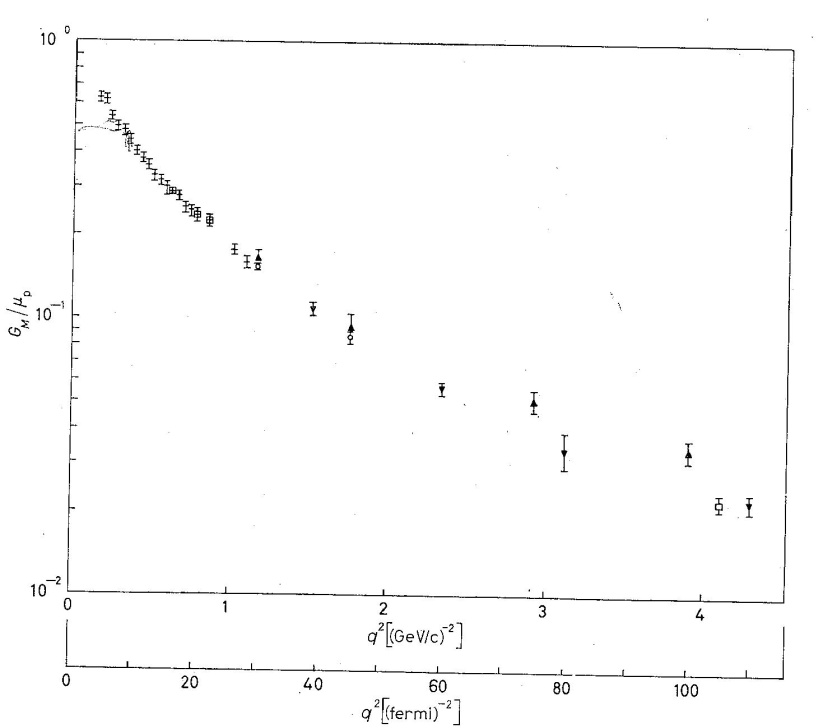 10⁰
G_M/μ_p
10⁻¹
10⁻²
0 1 2 3 4
q²[(GeV/c)⁻²]
0 20 40 60 80 100
q²[(fermi)⁻²]